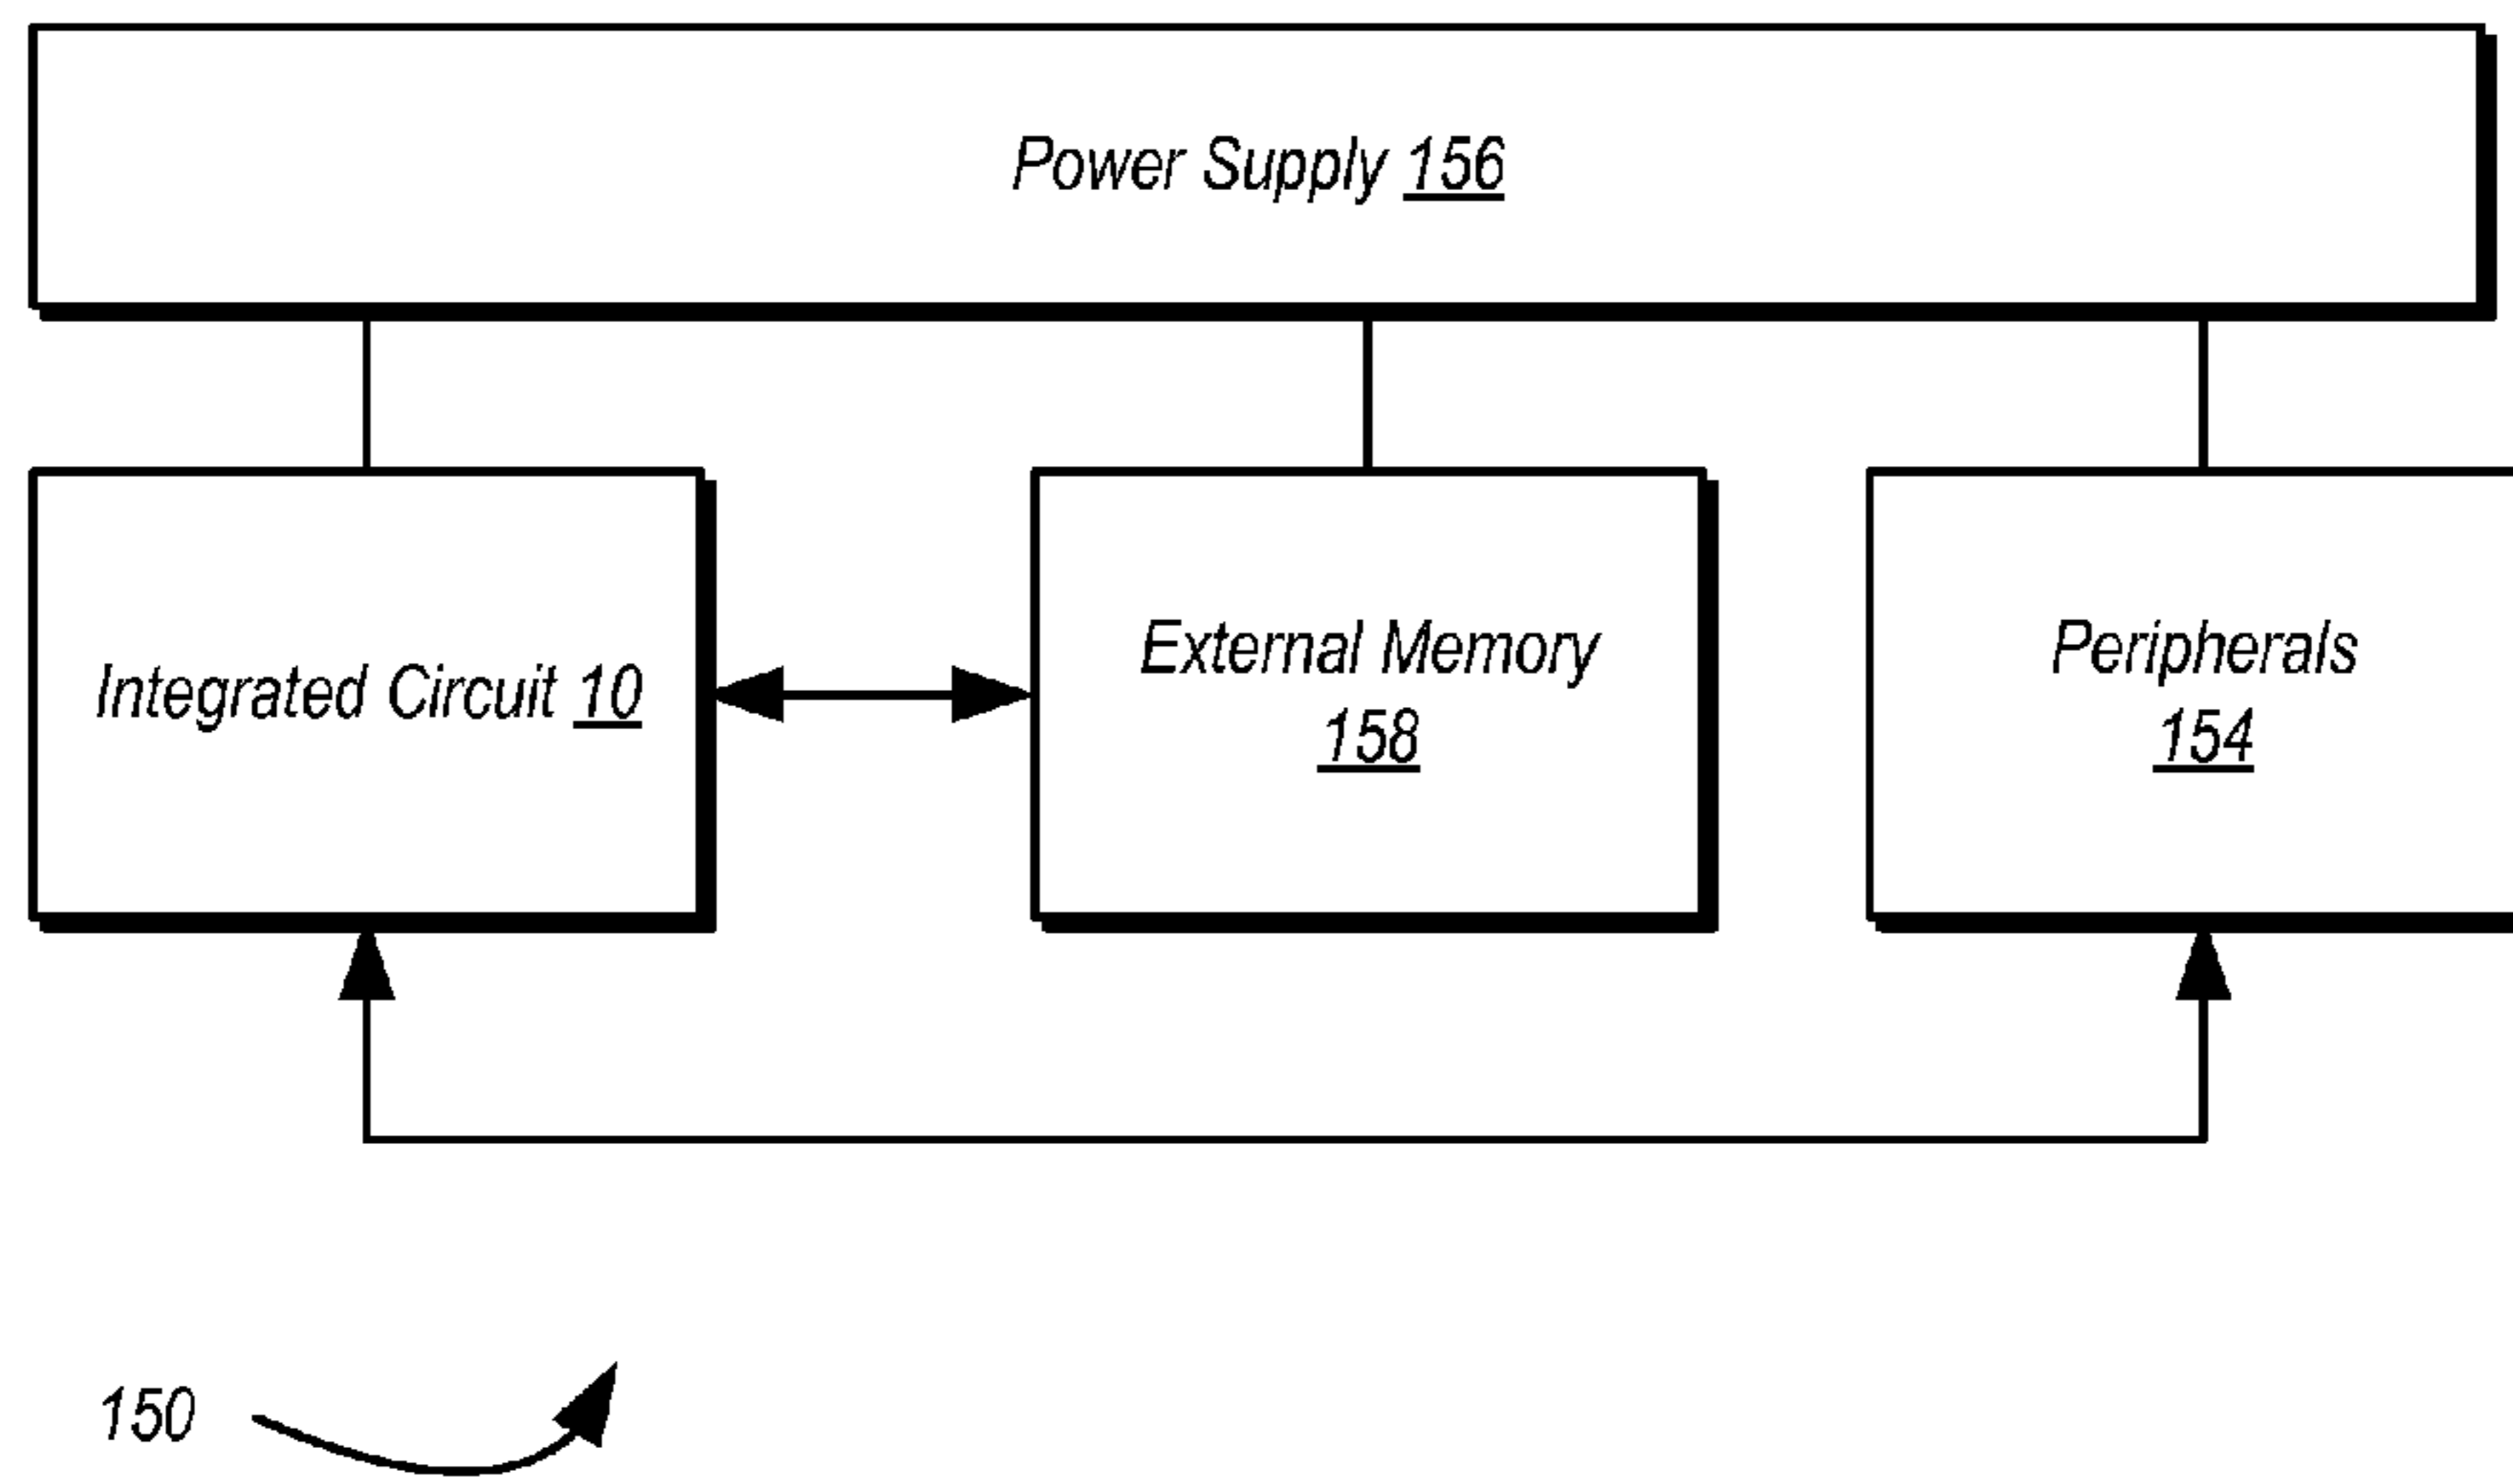 Power Supply 156
Integrated Circuit 10
External Memory
158
Peripherals
154
150